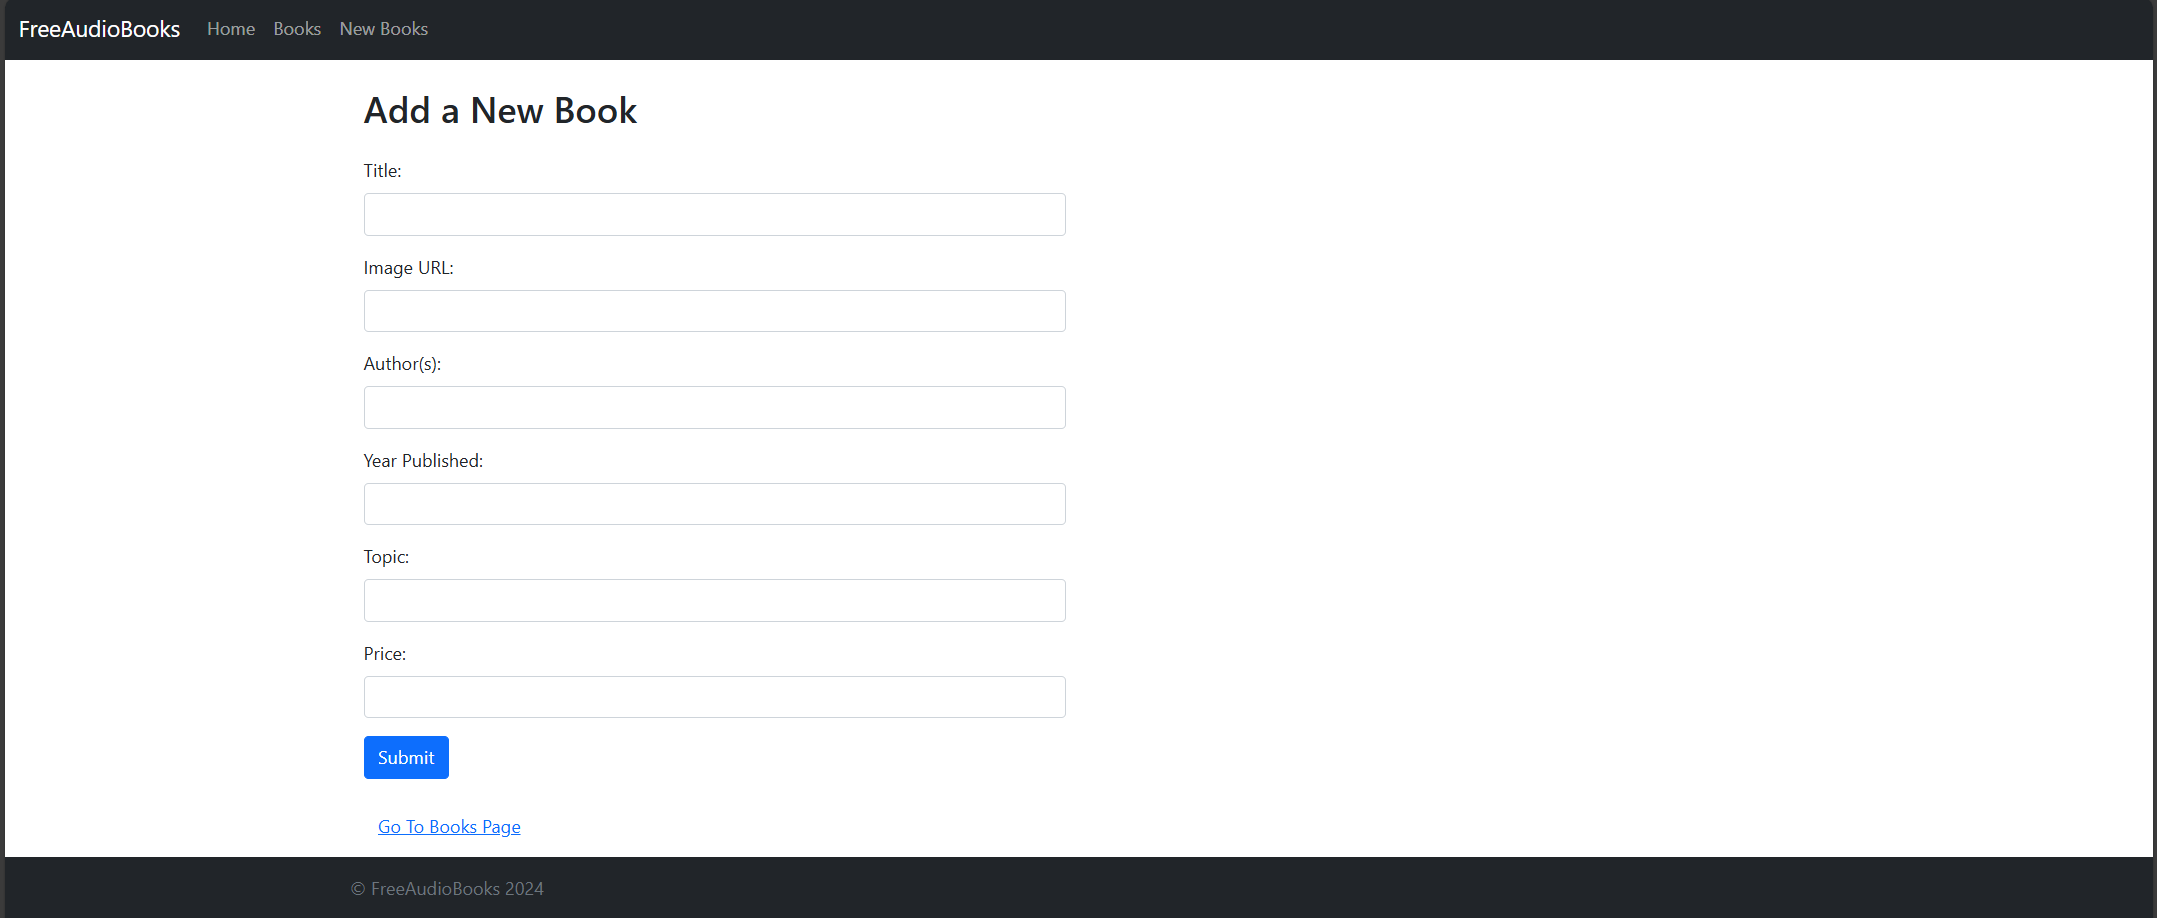 FreeAudioBooks Home Books New Books
Add a New Book
Title:
Image URL:
Author(s):
Year Published:
Topic:
Price:
Submit
Go To Books Page
© FreeAudioBooks 2024